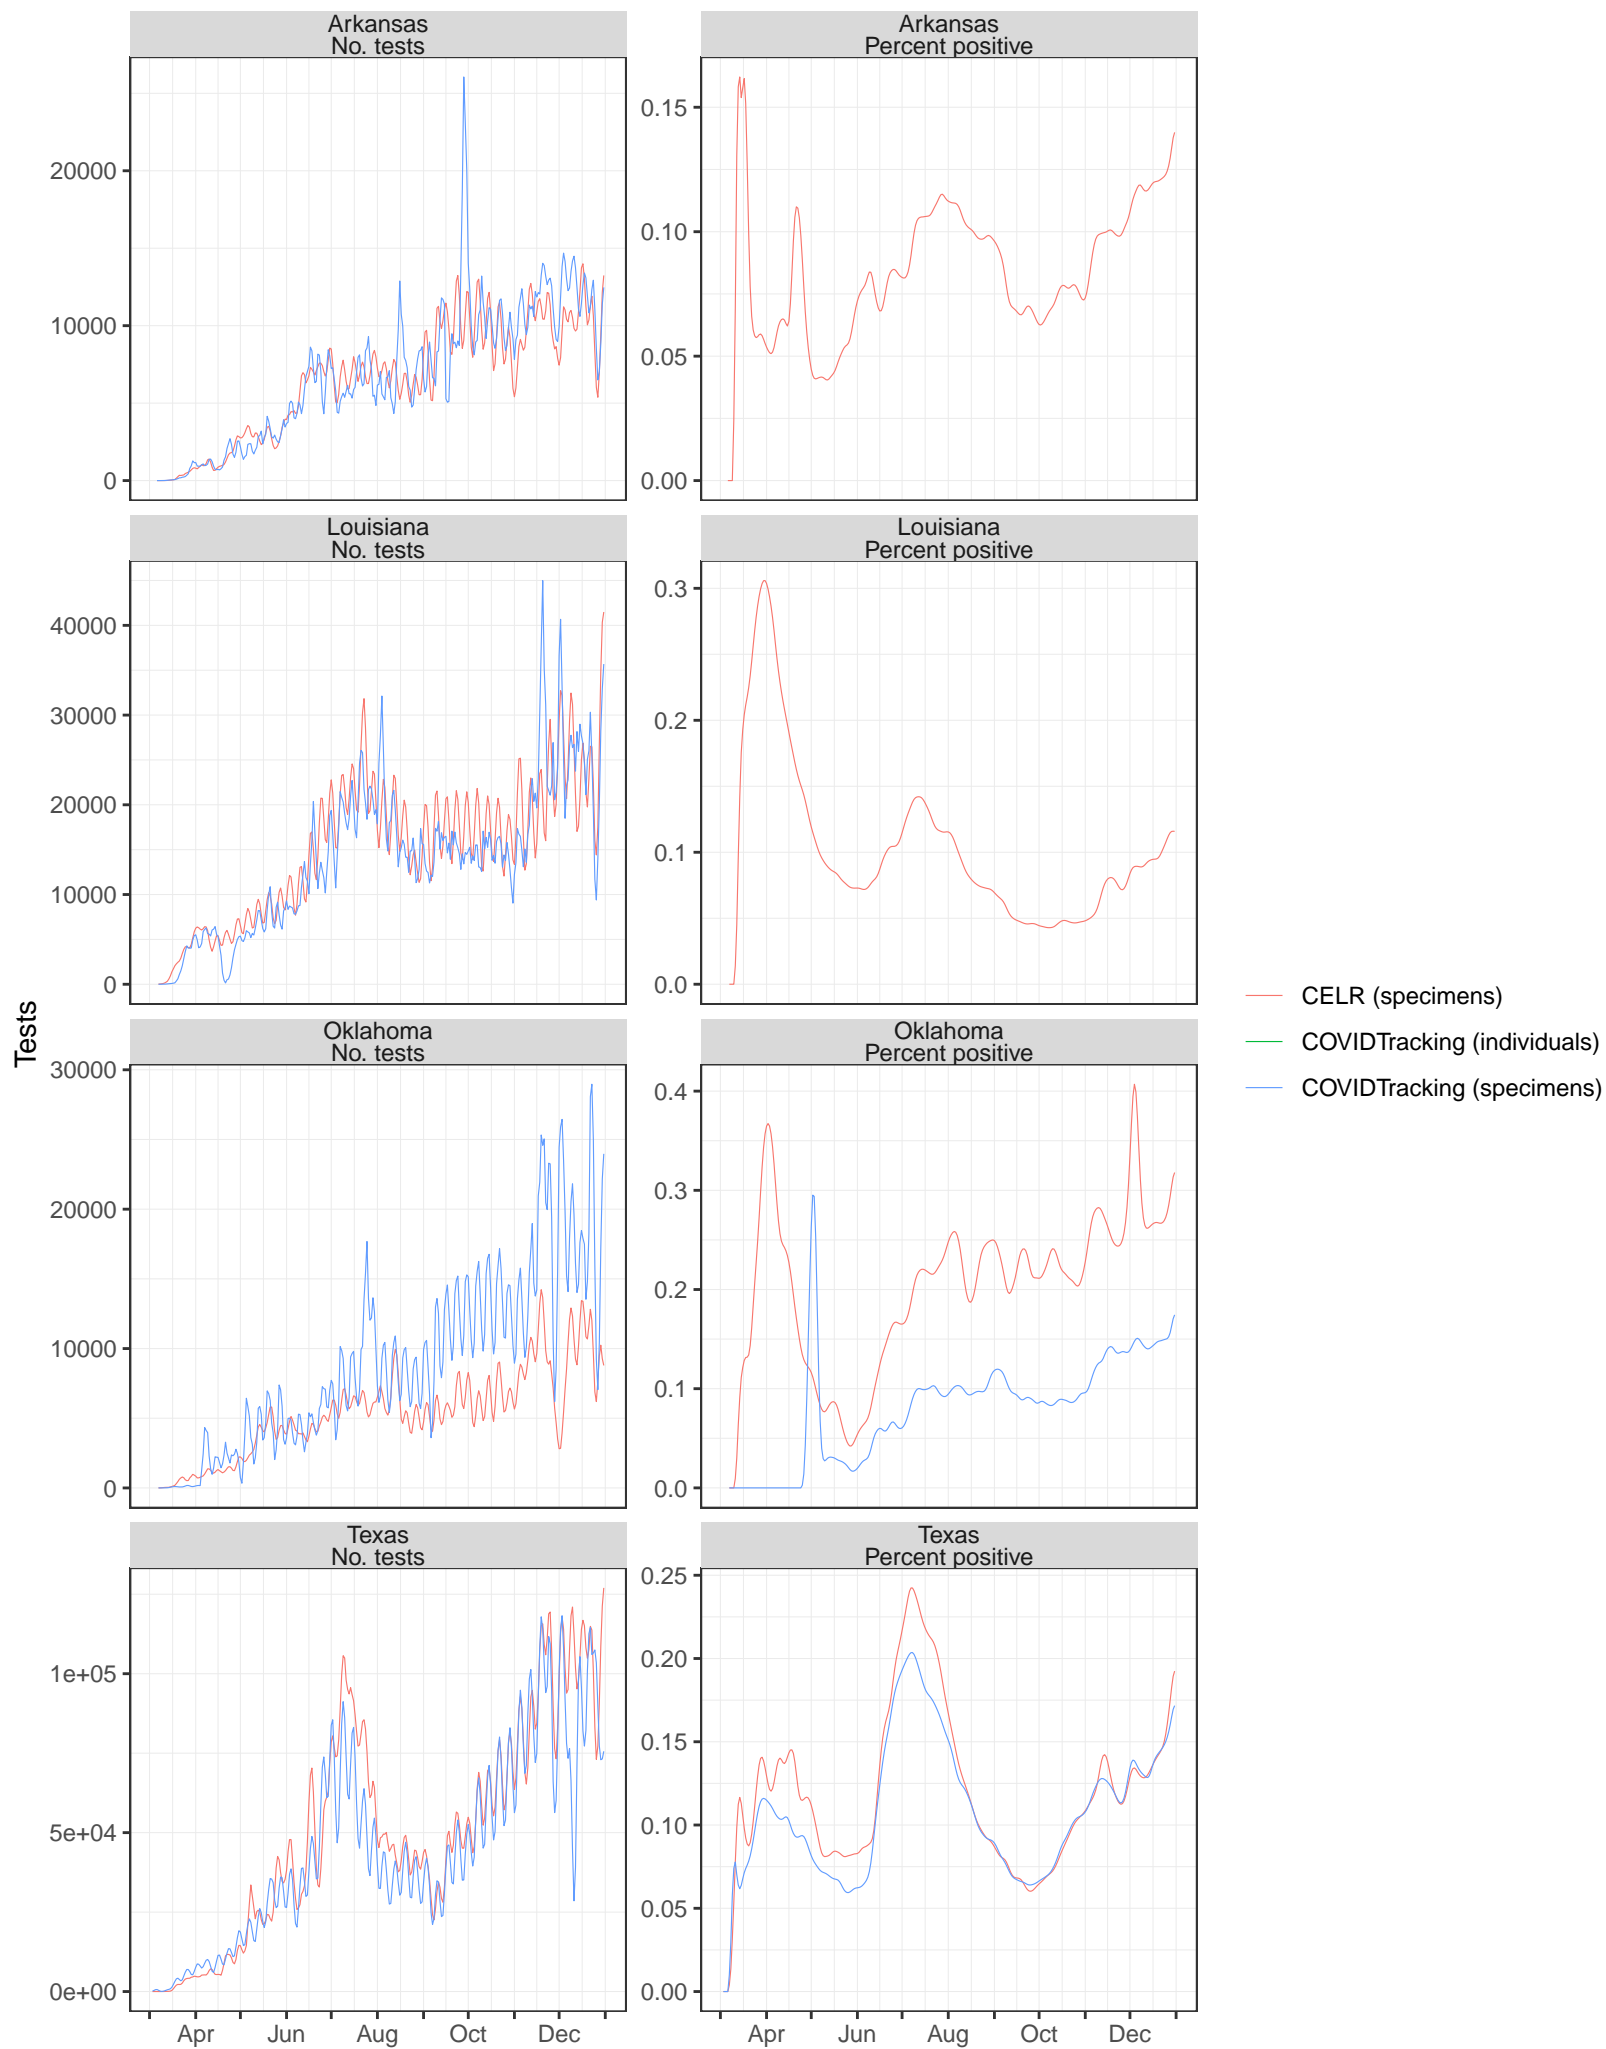 Arkansas
No. tests
Arkansas
Percent positive
20000
10000
0
0.15
0.10
0.05
0.00
Louisiana
No. tests
Louisiana
Percent positive
40000
30000
20000
10000
0
0.3
0.2
0.1
0.0
Tests
Oklahoma
No. tests
Oklahoma
Percent positive
30000
20000
10000
0
0.4
0.3
0.2
0.1
0.0
CELR (specimens)
COVIDTracking (individuals)
COVIDTracking (specimens)
Texas
No. tests
Texas
Percent positive
1e+05
5e+04
0e+00
0.25
0.20
0.15
0.10
0.05
0.00
Apr Jun Aug Oct Dec
Apr Jun Aug Oct Dec